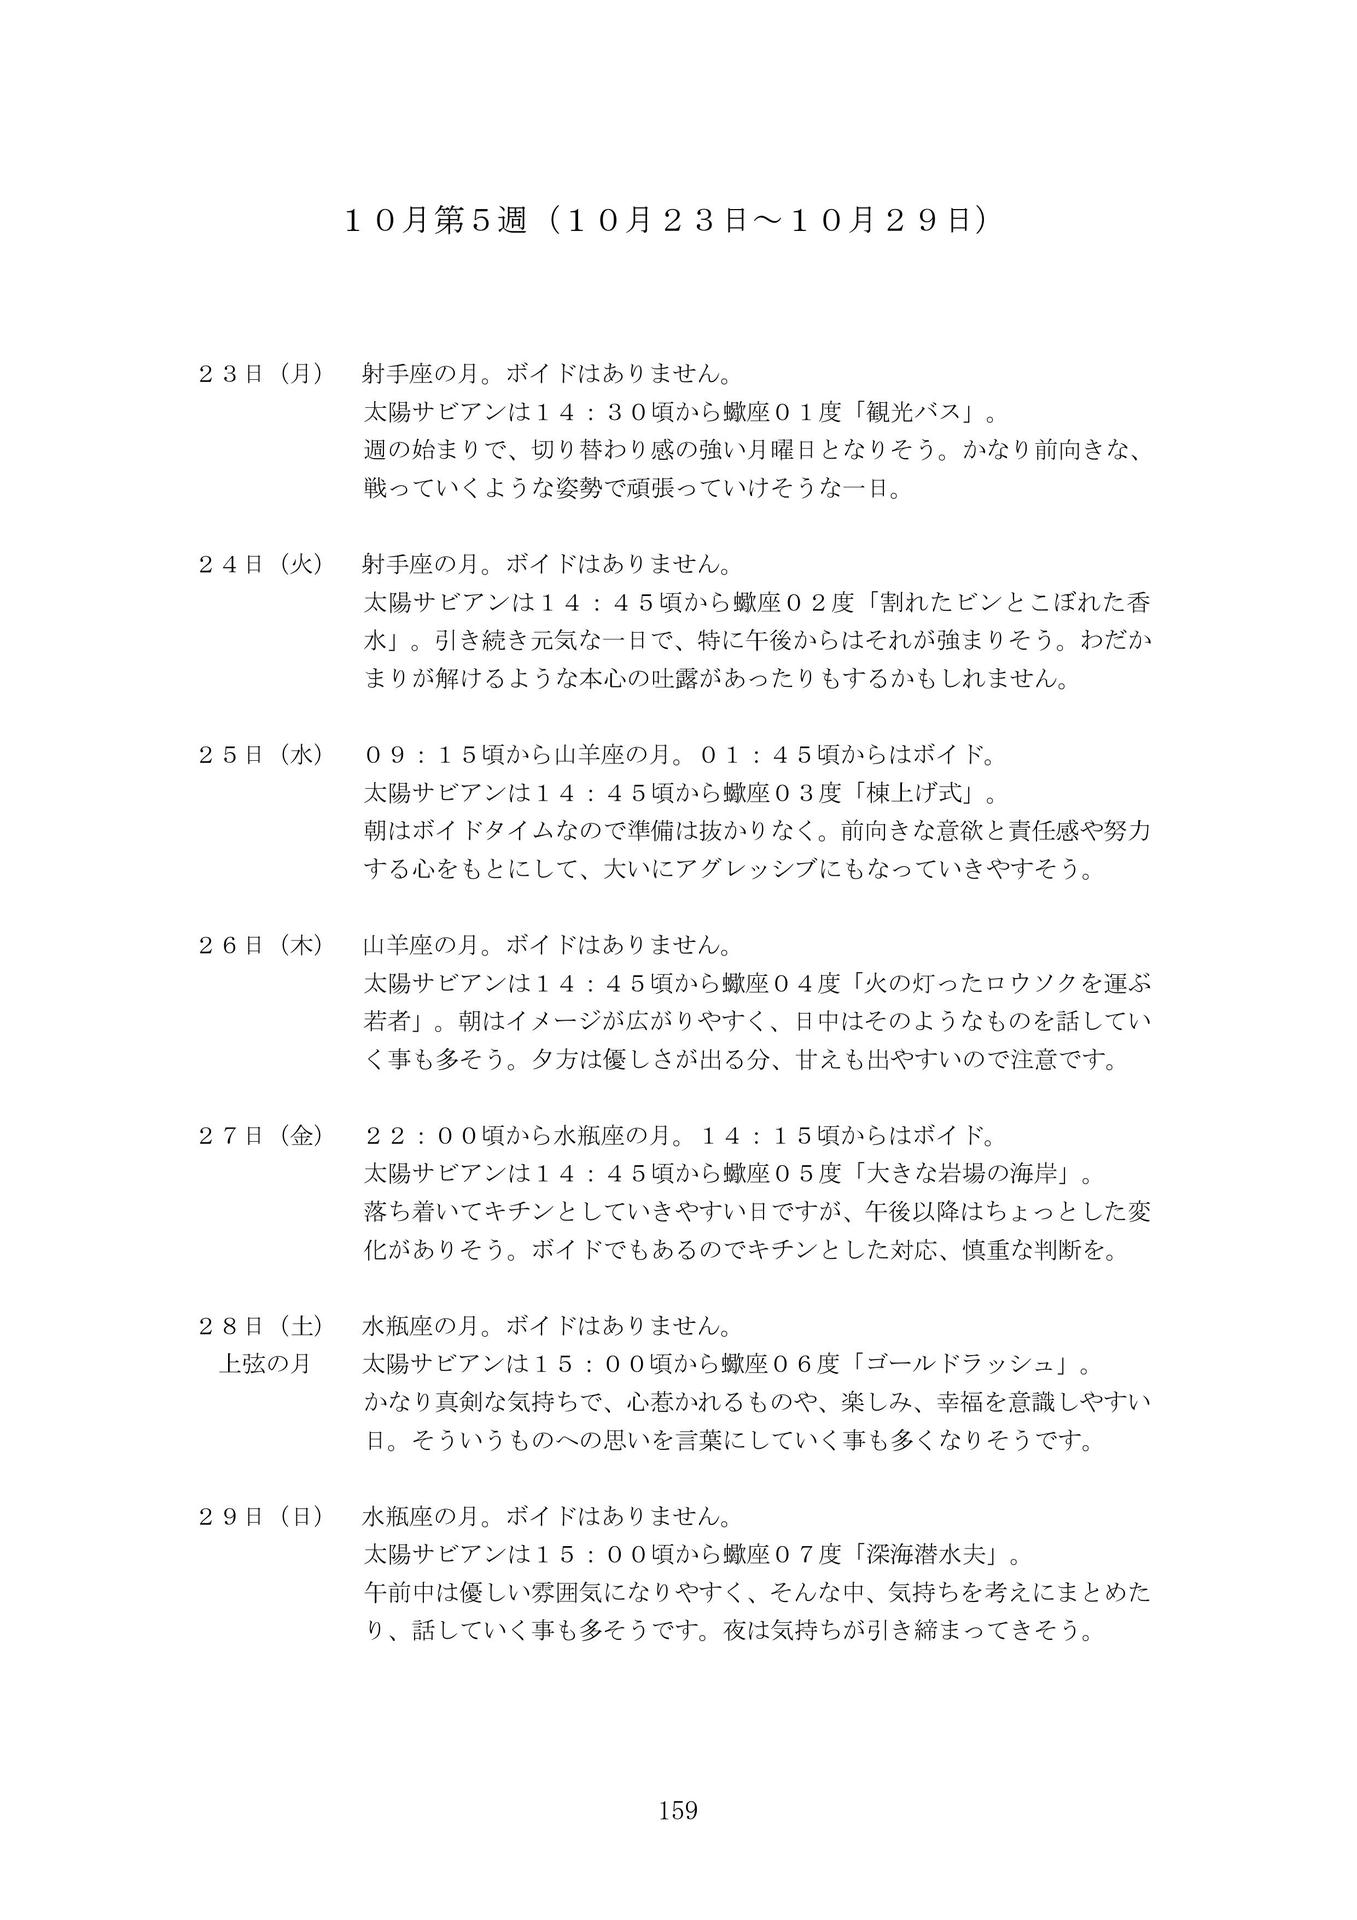 １０月第５週（１０月２３日～１０月２９日）
２３日（月） 射手座の月。ボイドはありません。
太陽サビアンは１４：３０頃から蠍座０１度「観光バス」。
週の始まりで、切り替わり感の強い月曜日となりそう。かなり前向きな、
戦っていくような姿勢で頑張っていけそうな一日。
２４日（火） 射手座の月。ボイドはありません。
太陽サビアンは１４：４５頃から蠍座０２度「割れたビンとこぼれた香
水」。引き続き元気な一日で、特に午後からはそれが強まりそう。わだか
まりが解けるような本心の吐露があったりもするかもしれません。
２５日（水） ０９：１５頃から山羊座の月。０１：４５頃からはボイド。
太陽サビアンは１４：４５頃から蠍座０３度「棟上げ式」。
朝はボイドタイムなので準備は抜かりなく。前向きな意欲と責任感や努力
する心をもとにして、大いにアグレッシブにもなっていきやすそう。
２６日（木） 山羊座の月。ボイドはありません。
太陽サビアンは１４：４５頃から蠍座０４度「火の灯ったロウソクを運ぶ
若者」。朝はイメージが広がりやすく、日中はそのようなものを話してい
く事も多そう。夕方は優しさが出る分、甘えも出やすいので注意です。
２７日（金） ２２：００頃から水瓶座の月。１４：１５頃からはボイド。
太陽サビアンは１４：４５頃から蠍座０５度「大きな岩場の海岸」。
落ち着いてキチンとしていきやすい日ですが、午後以降はちょっとした変
化がありそう。ボイドでもあるのでキチンとした対応、慎重な判断を。
２８日（土） 水瓶座の月。ボイドはありません。
上弦の月 太陽サビアンは１５：００頃から蠍座０６度「ゴールドラッシュ」。
かなり真剣な気持ちで、心惹かれるものや、楽しみ、幸福を意識しやすい
日。そういうものへの思いを言葉にしていく事も多くなりそうです。
２９日（日） 水瓶座の月。ボイドはありません。
太陽サビアンは１５：００頃から蠍座０７度「深海潜水夫」。
午前中は優しい雰囲気になりやすく、そんな中、気持ちを考えにまとめた
り、話していく事も多そうです。夜は気持ちが引き締まってきそう。
159